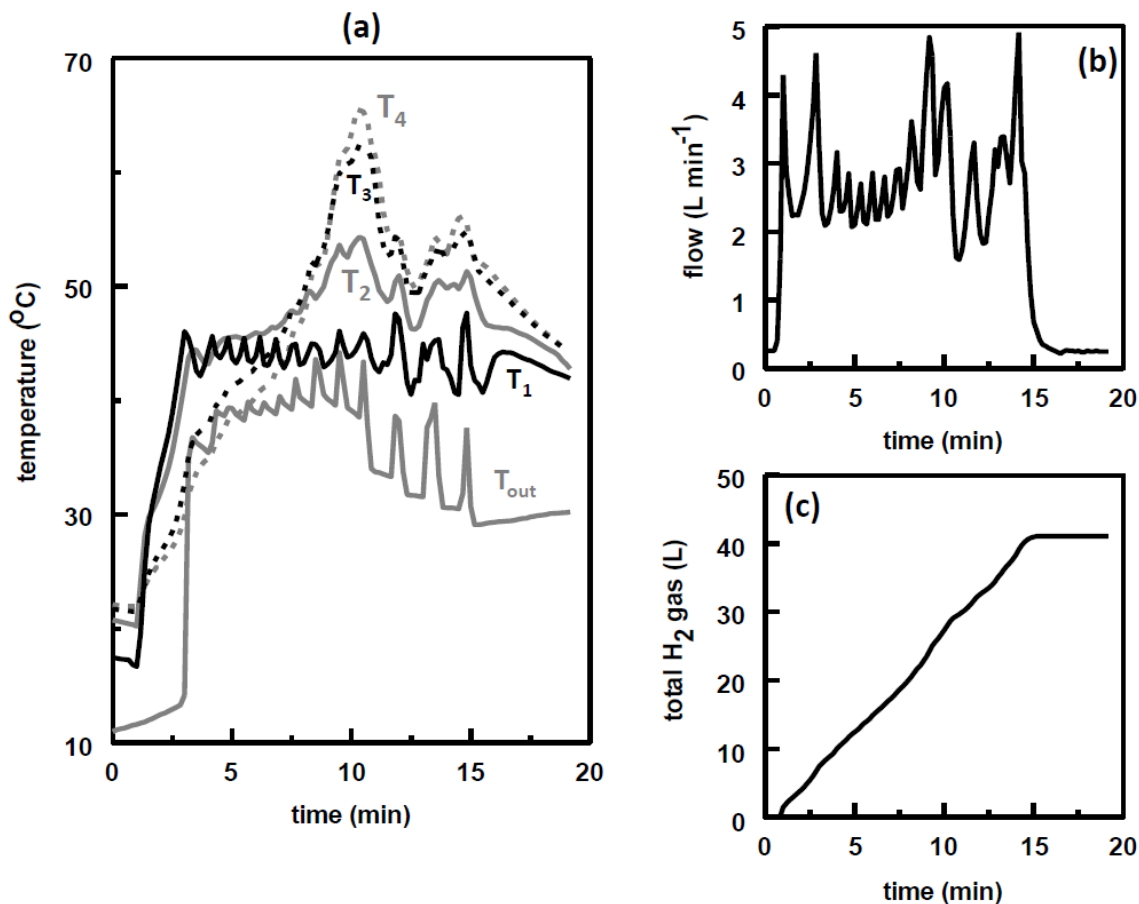 (a)
70
50
30
10
temperature (°C)
T4
T3
T2
T1
Tout
0 5 10 15 20
time (min)
(b)
5
4
3
2
1
0
flow (L min-1)
0 5 10 15 20
time (min)
(c)
50
40
30
20
10
0
total H2 gas (L)
0 5 10 15 20
time (min)